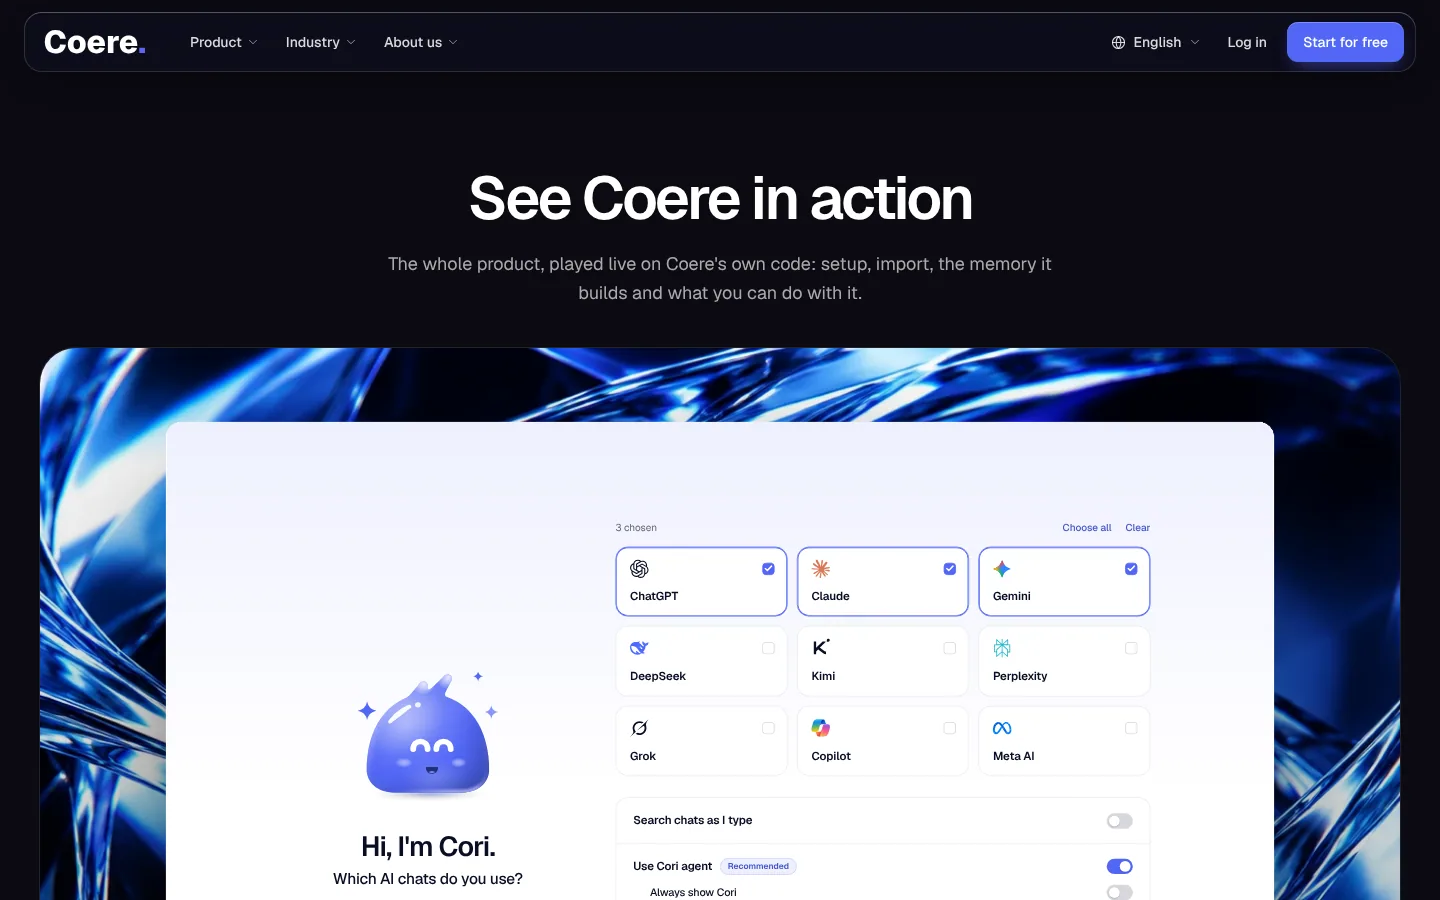 Coere.
Product
Industry
About us
English
Log in
Start for free
See Coere in action
The whole product, played live on Coere's own code: setup, import, the memory it
builds and what you can do with it.
3 chosen
Choose all
Clear
ChatGPT
Claude
Gemini
DeepSeek
Kimi
Perplexity
Grok
Copilot
Meta AI
Hi, I'm Cori.
Which AI chats do you use?
Search chats as I type
Use Cori agent
Recommended
Always show Cori